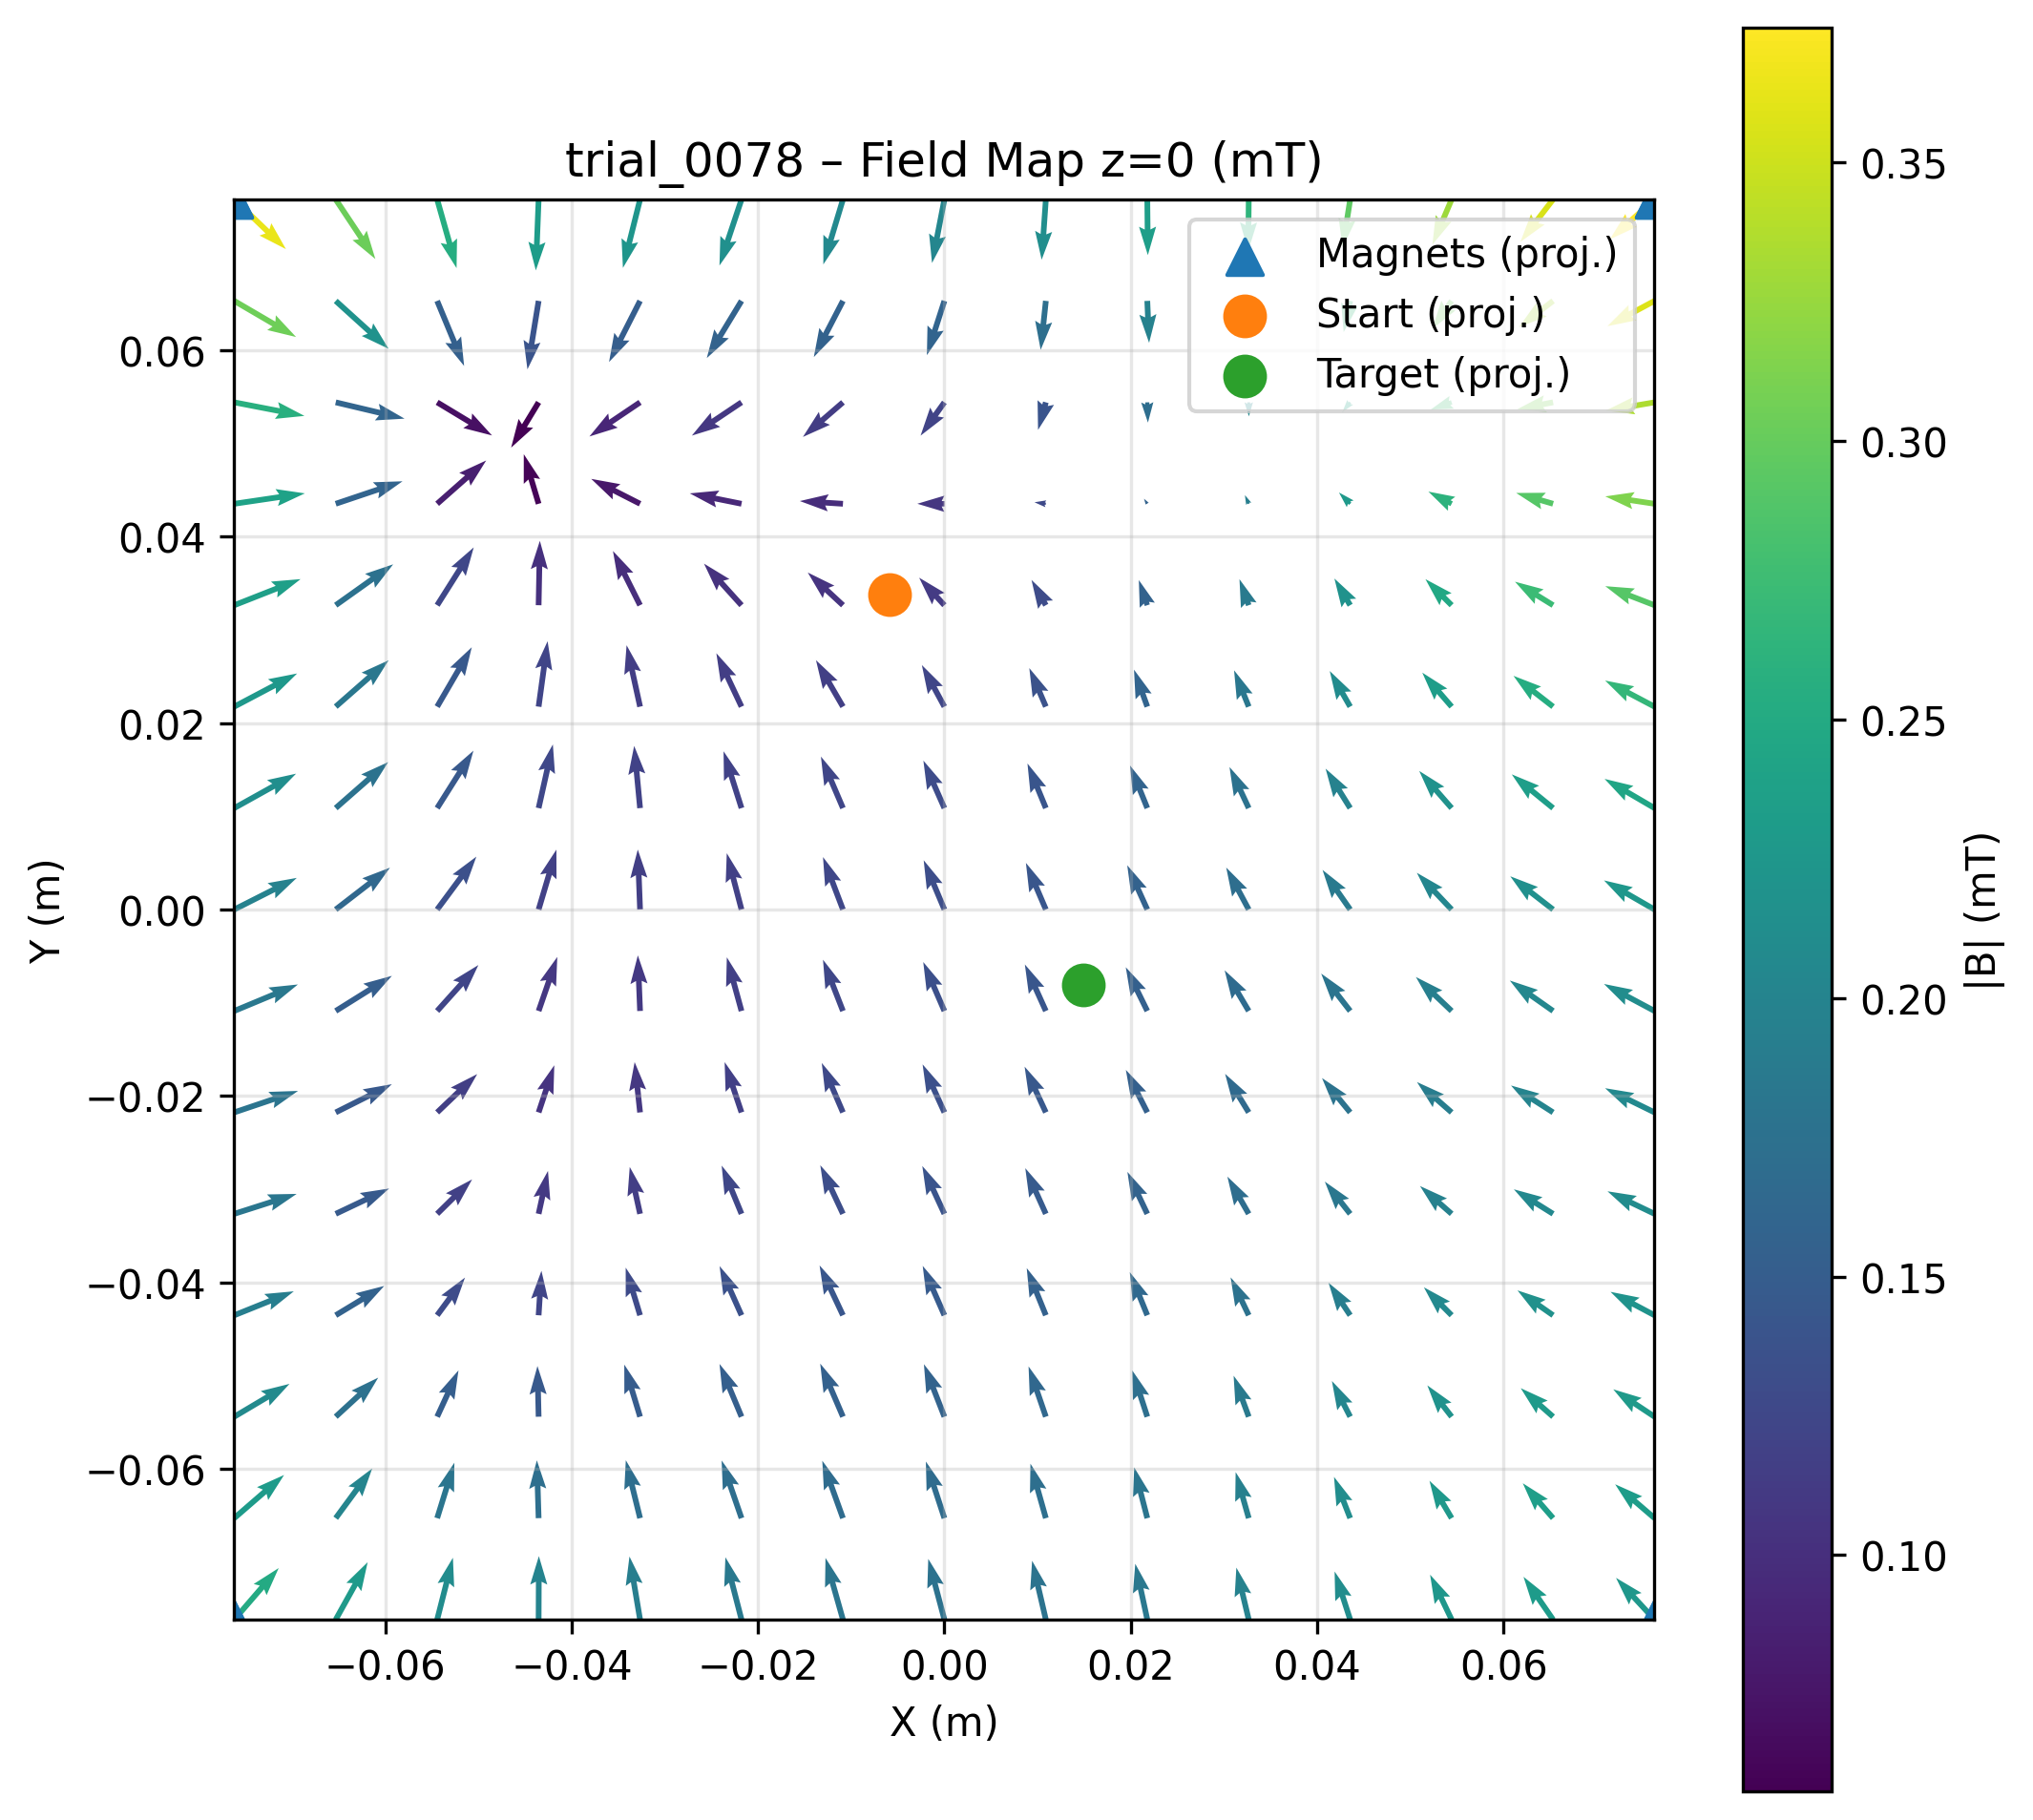 trial_0078 – Field Map z=0 (mT)
Magnets (proj.)
Start (proj.)
Target (proj.)
0.06
0.04
0.02
0.00
−0.02
−0.04
−0.06
Y (m)
−0.06
−0.04
−0.02
0.00
0.02
0.04
0.06
X (m)
0.35
0.30
0.25
0.20
0.15
0.10
|B| (mT)